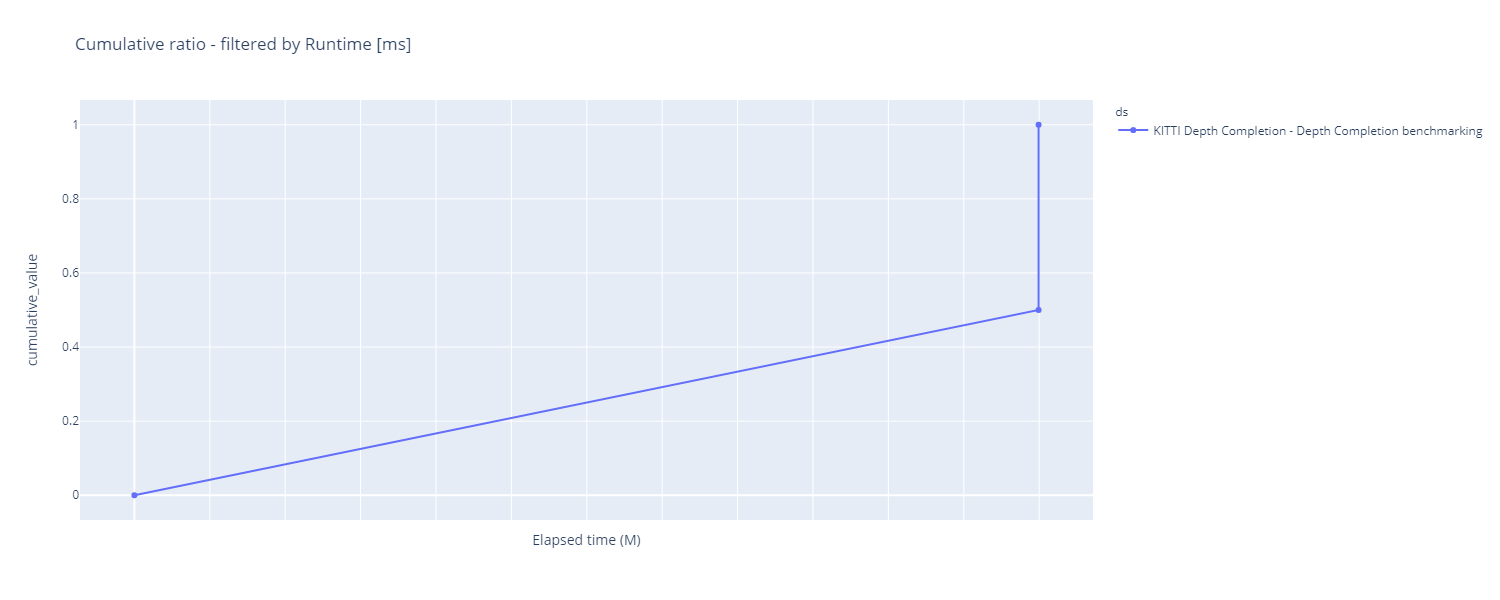 Cumulative ratio - filtered by Runtime [ms]
ds
KITTI Depth Completion - Depth Completion benchmarking
cumulative_value
1
0.8
0.6
0.4
0.2
0
Elapsed time (M)